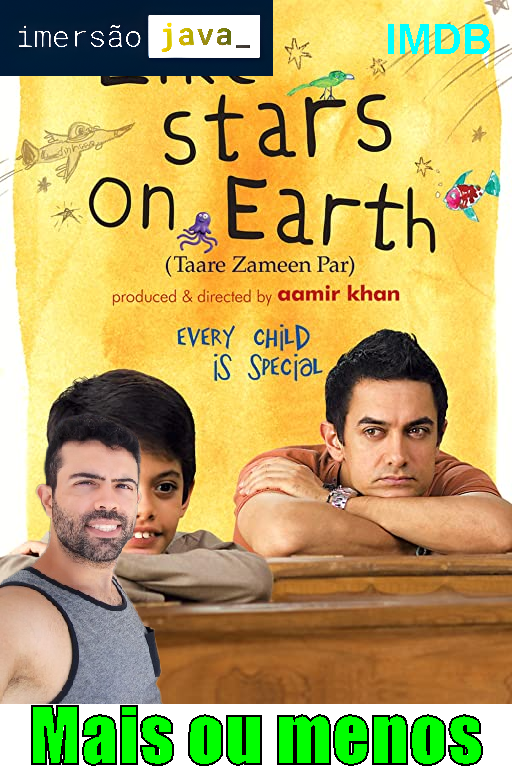 imersão java_
IMDB
stars
on Earth
(Taare Zameen Par)
produced & directed by aamir khan
EVERY CHILD
iS SPECiAL
Mais ou menos